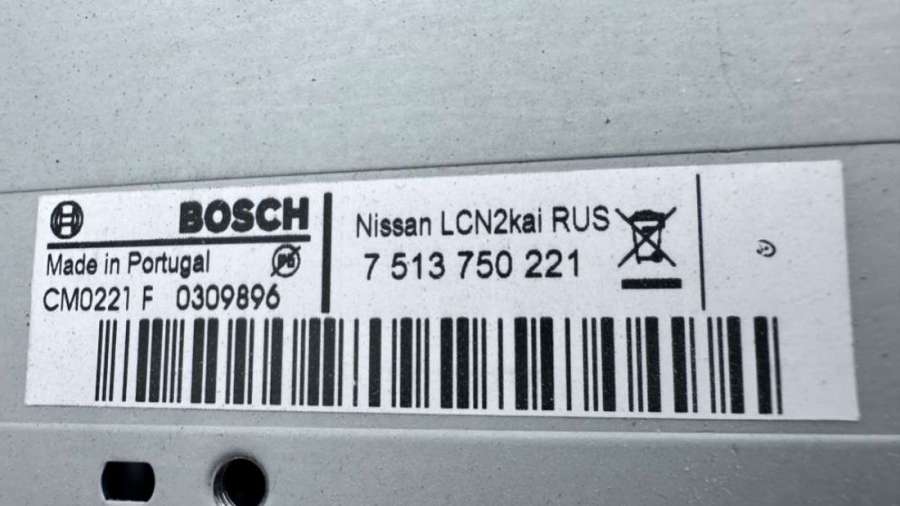 BOSCH
Made in Portugal
CM0221 F 0309896
Nissan LCN2kai RUS
7 513 750 221